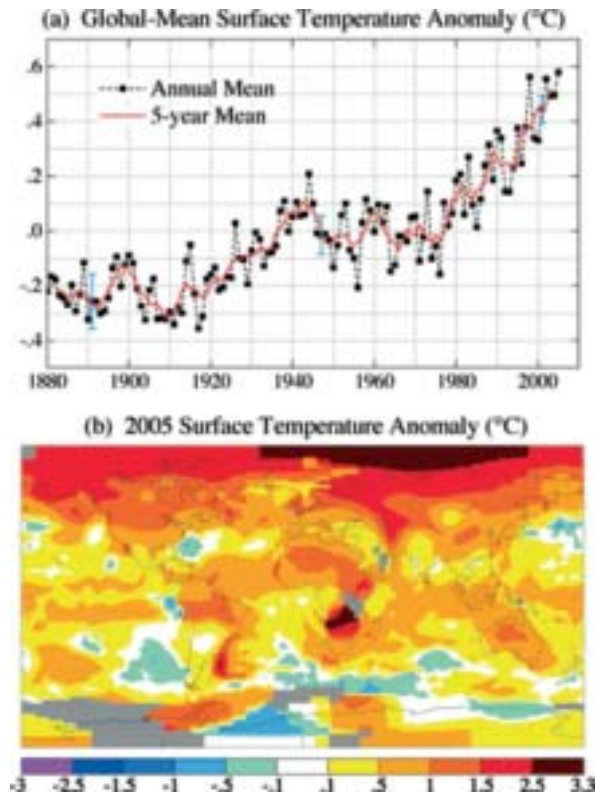 (a) Global-Mean Surface Temperature Anomaly (°C)
.6
.4
.2
.0
-.2
-.4
Annual Mean
5-year Mean
1880 1900 1920 1940 1960 1980 2000
(b) 2005 Surface Temperature Anomaly (°C)
-3 -2.5 -1.5 -1 -.5 -.1 .1 .5 1 1.5 2.5 3.3